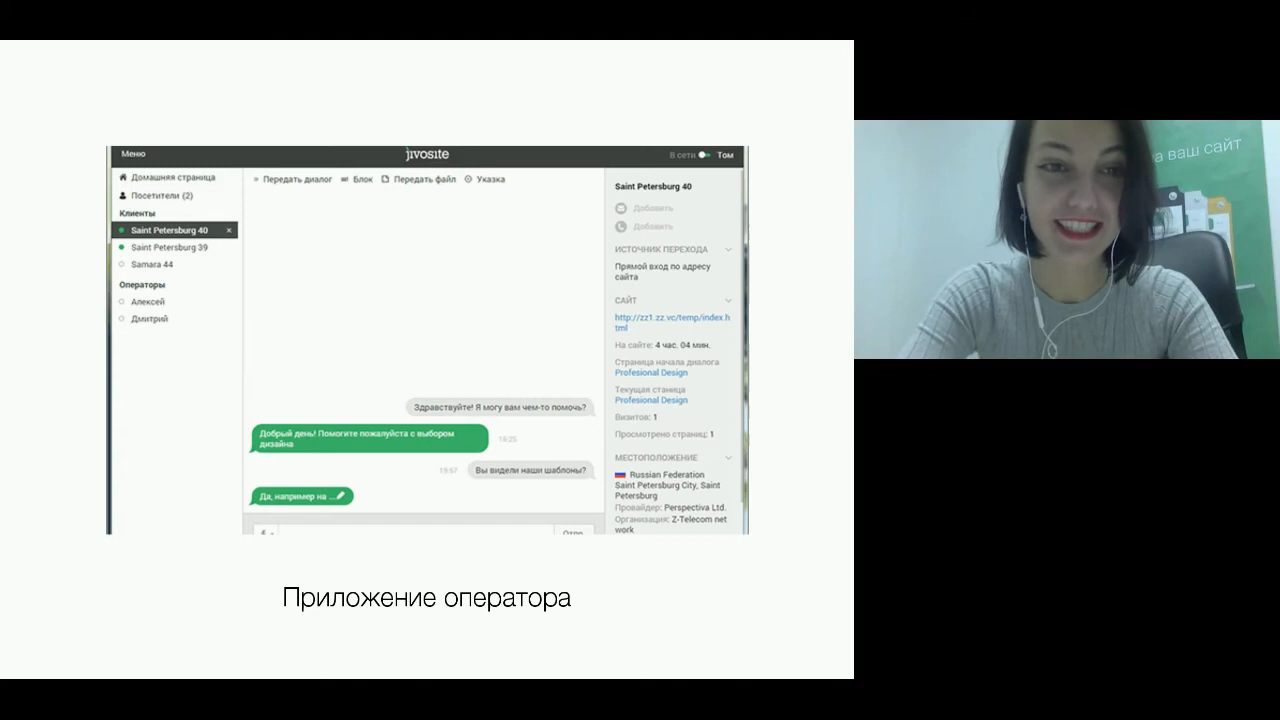 Меню
jivosite
В сети
Том
Домашняя страница
Посетители (2)
Клиенты
Saint Petersburg 40 ×
Saint Petersburg 39
Samara 44
Операторы
Алексей
Дмитрий
» Передать диалог
Блок
Передать файл
Указка
Здравствуйте! Я могу вам чем-то помочь?
Добрый день! Помогите пожалуйста с выбором
дизайна
16:25
19:57
Вы видели наши шаблоны?
Да, например на ...
Saint Petersburg 40
Добавить
Добавить
ИСТОЧНИК ПЕРЕХОДА
Прямой вход по адресу
сайта
САЙТ
http://zz1.zz.vc/temp/index.h
tml
На сайте: 4 час. 04 мин.
Страница начала диалога
Profesional Design
Текущая станица
Profesional Design
Визитов: 1
Просмотрено страниц: 1
МЕСТОПОЛОЖЕНИЕ
Russian Federation
Saint Petersburg City, Saint
Petersburg
Провайдер: Perspectiva Ltd.
Организация: Z-Telecom net
work
Приложение оператора
а ваш сайт